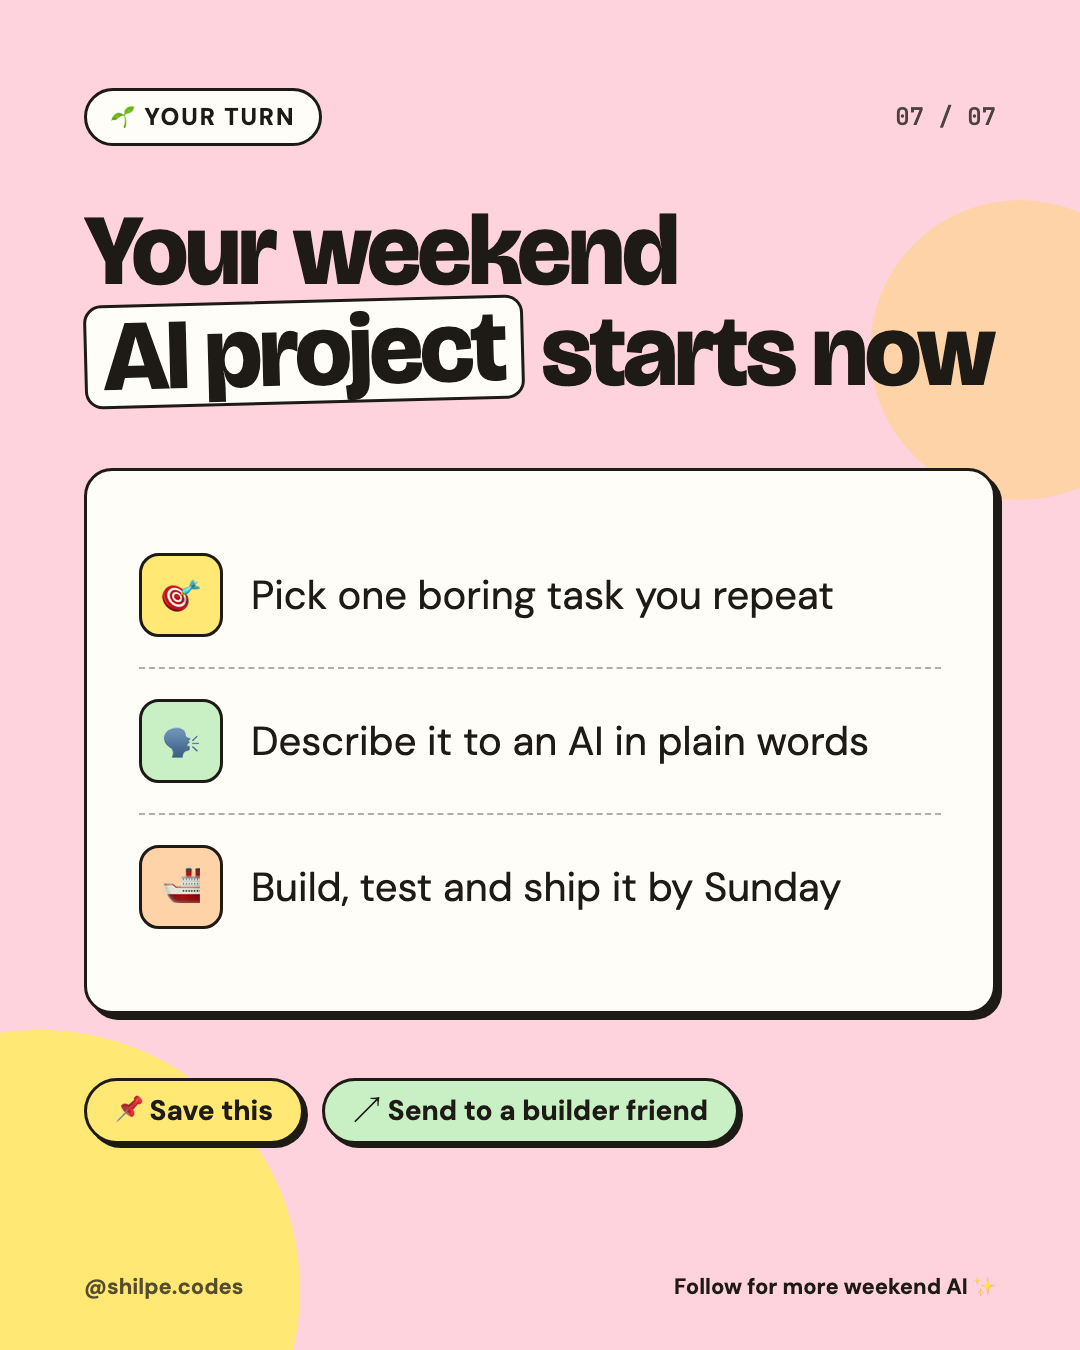 🌱 YOUR TURN
07 / 07
Your weekend
AI project starts now
🎯 Pick one boring task you repeat
🗣️ Describe it to an AI in plain words
🚢 Build, test and ship it by Sunday
📌 Save this
↗ Send to a builder friend
@shilpe.codes
Follow for more weekend AI ✨